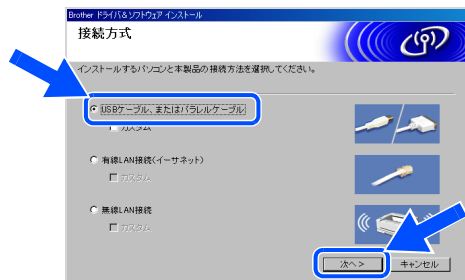 Brother ドライバ&ソフトウェア インストール
接続方式
インストールするパソコンと本製品の接続方法を選択してください。
USBケーブル、またはパラレルケーブル
カスタム
有線LAN接続(イーサネット)
カスタム
無線LAN接続
カスタム
次へ >
キャンセル